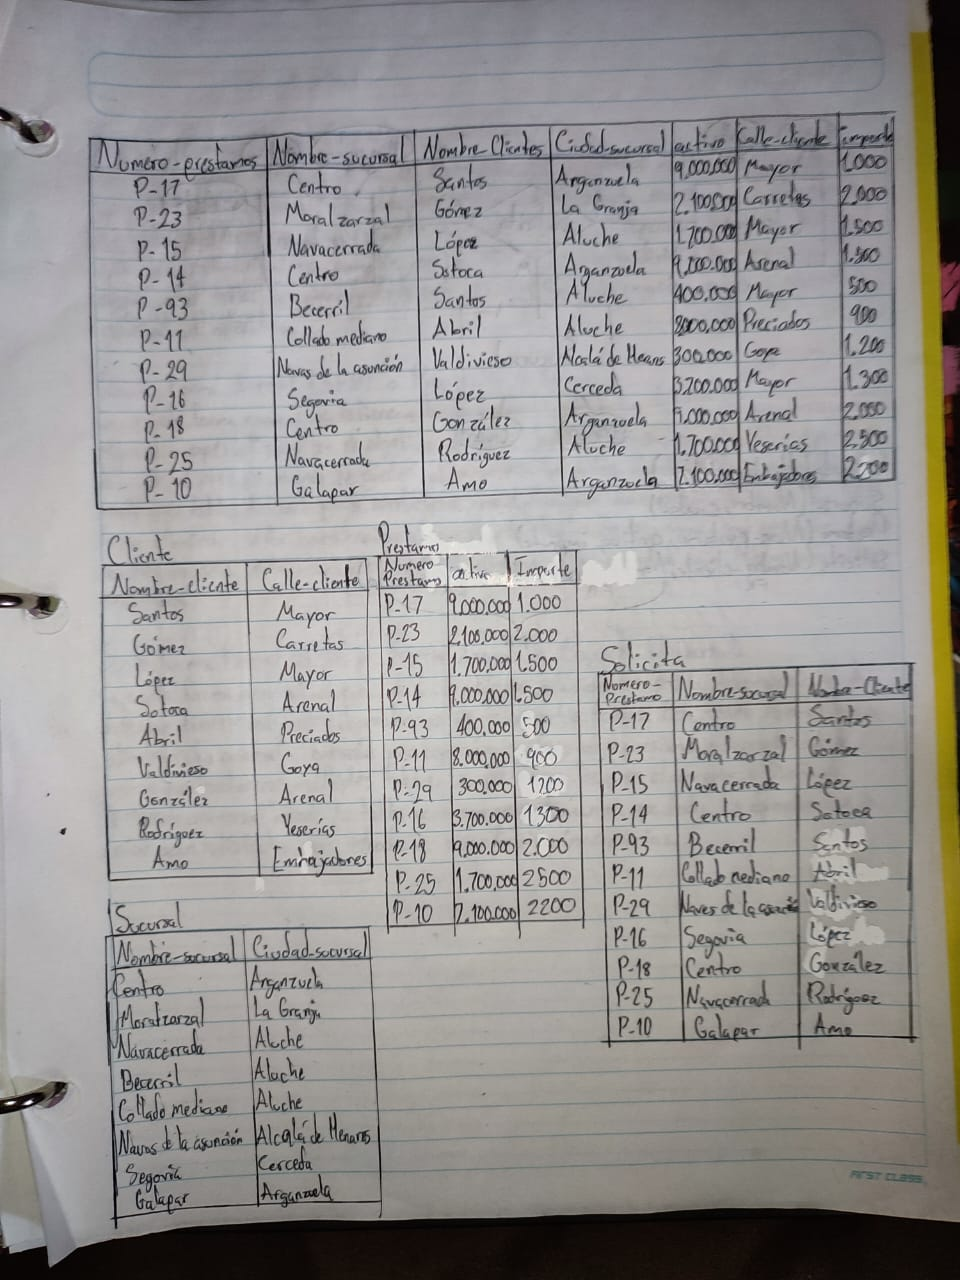 Numero-prestamos Nombre-sucursal Nombre Clientes Ciudad-sucursal activo Calle-cliente importe
P-17 Centro Santos Arganzuela 9,000.000 Mayor 1.000
P-23 Moralzarzal Gómez La Granja 2.100.000 Carretas 2.000
P-15 Navacerrada López Aluche 1.700.000 Mayor 1.500
P-14 Centro Sotoca Arganzuela 9.000.000 Arenal 1.500
P-93 Becerril Santos Aluche 400,000 Mayor 500
P-11 Collado mediano Abril Aluche 8000,000 Preciados 900
P-29 Navas de la asunción Valdivieso Alcalá de Heans 300,000 Goya 1.200
P-16 Segovia López Cerceda 3.700.000 Mayor 1.300
P-18 Centro González Arganzuela 9.000.000 Arenal 2.000
P-25 Navacerrada Rodríguez Aluche 1.700.000 Yeserías 2.500
P-10 Galapar Amo Arganzuela 7.100.000 Embajadores 2.200
Cliente
Nombre-cliente Calle-cliente
Santos Mayor
Gómez Carretas
López Mayor
Sotoca Arenal
Abril Preciados
Valdivieso Goya
González Arenal
Rodríguez Yeserías
Amo Embajadores
Prestamo
Numero Prestamo activo Importe
P-17 9.000.000 1.000
P-23 2,100,000 2.000
P-15 1.700.000 1.500
P-14 9.000.000 1.500
P-93 400.000 500
P-11 8.000.000 900
P-29 300.000 1200
P-16 3.700.000 1300
P-18 9.000.000 2.000
P-25 1.700.000 2500
P-10 7.100.000 2200
Solicita
Numero-Prestamo Nombre-sucursal Nombre-Cliente
P-17 Centro Santos
P-23 Moralzarzal Gómez
P-15 Navacerrada López
P-14 Centro Sotoca
P-93 Becerril Santos
P-11 Collado mediano Abril
P-29 Naves de la asunción Valdivieso
P-16 Segovia López
P-18 Centro González
P-25 Navacerrada Rodríguez
P-10 Galapar Amo
Sucursal
Nombre-sucursal Ciudad-sucursal
Centro Arganzuela
Moralzarzal La Granja
Navacerrada Aluche
Becerril Aluche
Collado mediano Aluche
Navas de la asunción Alcalá de Henares
Segovia Cerceda
Galapar Arganzuela
FIRST CLASS